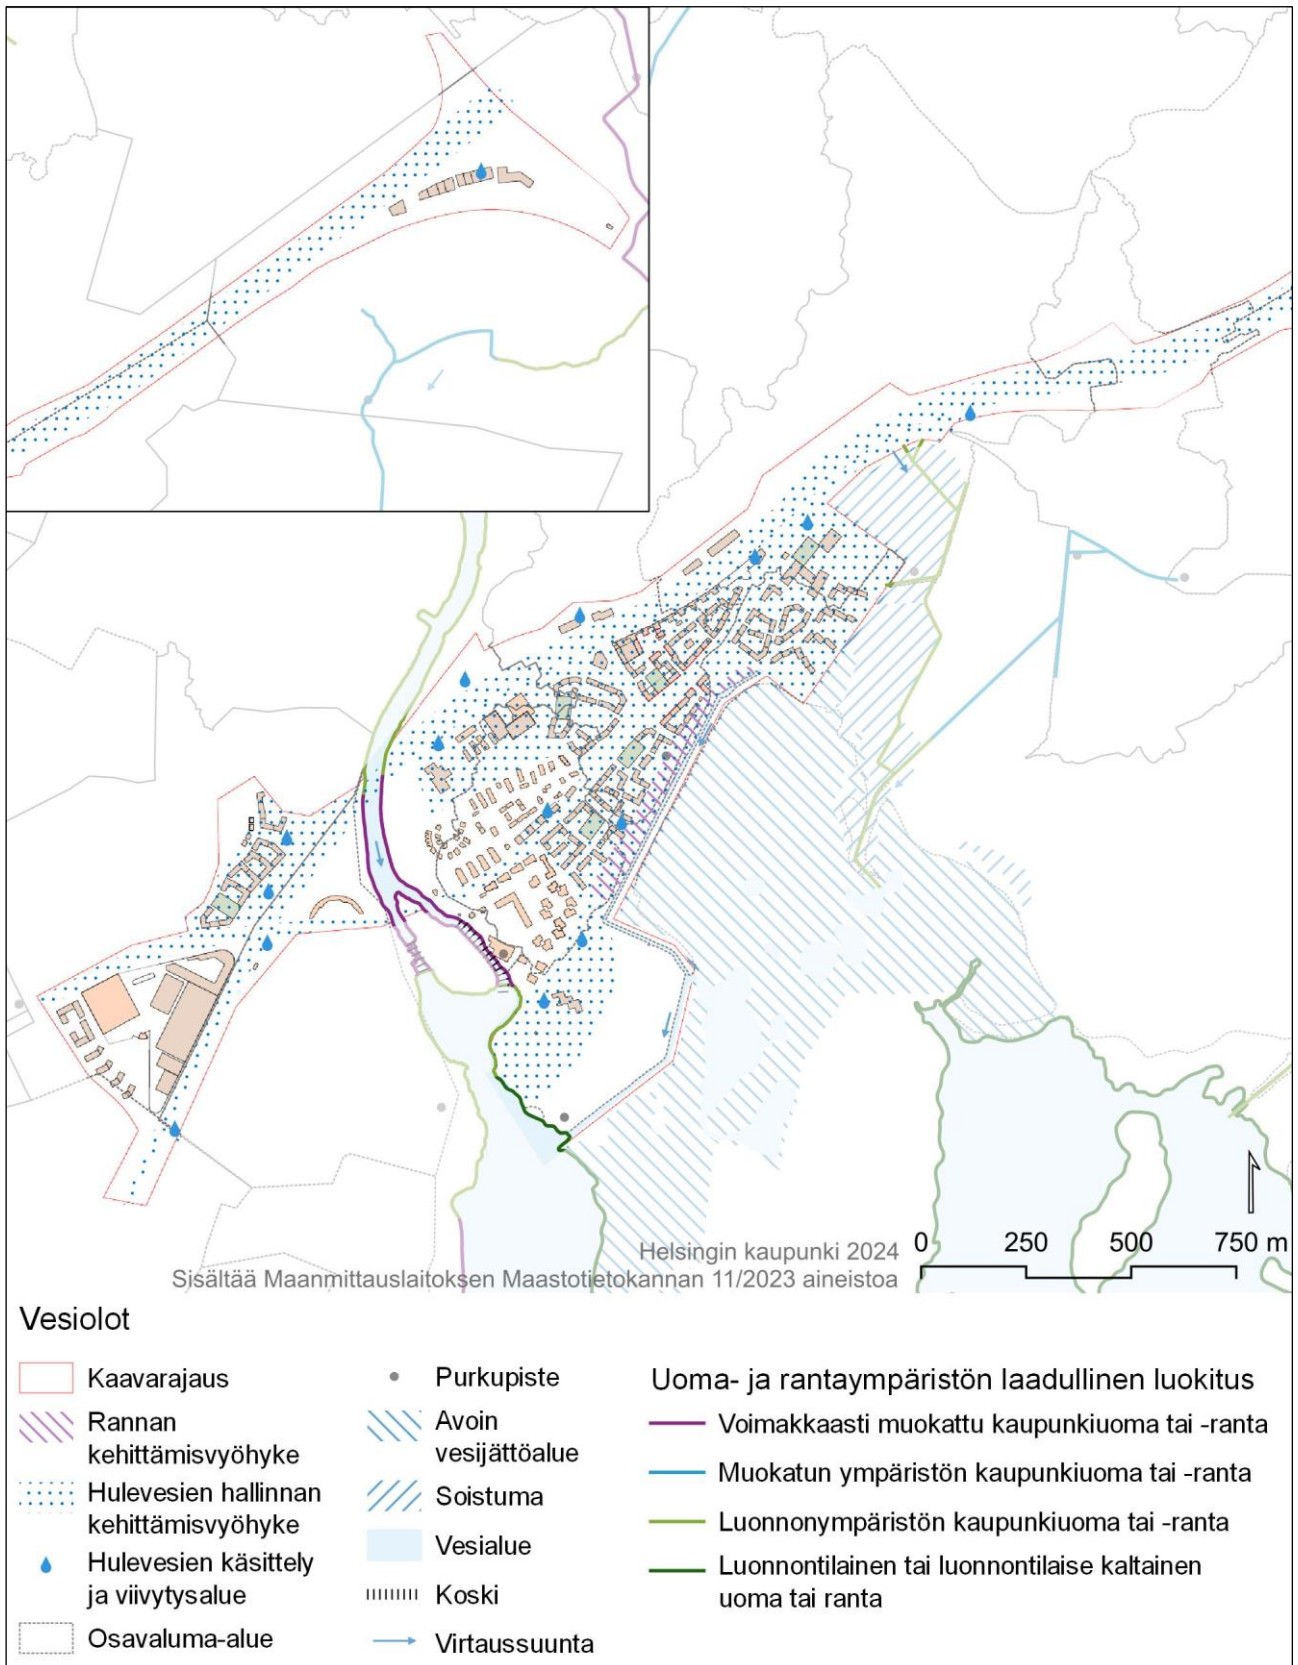 Helsingin kaupunki 2024
Sisältää Maanmittauslaitoksen Maastotietokannan 11/2023 aineistoa
0 250 500 750 m
Vesiolot
Kaavarajaus
Rannan
kehittämisvyöhyke
Hulevesien hallinnan
kehittämisvyöhyke
Hulevesien käsittely
ja viivytysalue
Osavaluma-alue
Purkupiste
Avoin
vesijättöalue
Soistuma
Vesialue
Koski
Virtaussuunta
Uoma- ja rantaympäristön laadullinen luokitus
Voimakkaasti muokattu kaupunkiuoma tai -ranta
Muokatun ympäristön kaupunkiuoma tai -ranta
Luonnonympäristön kaupunkiuoma tai -ranta
Luonnontilainen tai luonnontilaise kaltainen
uoma tai ranta